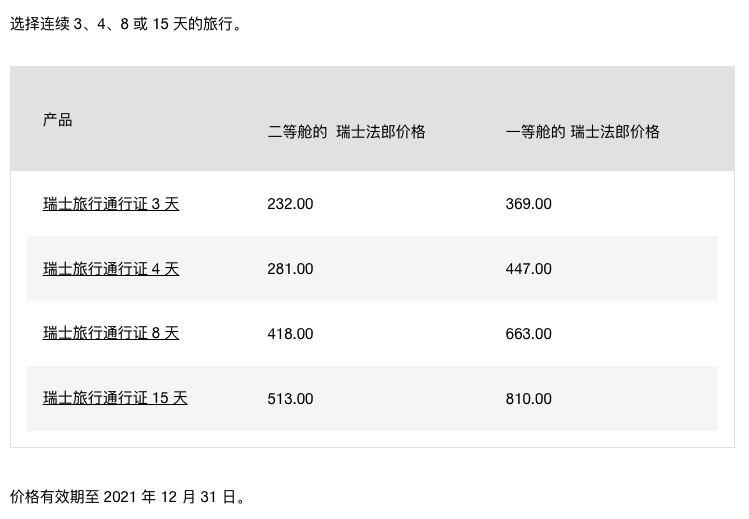 选择连续 3、4、8 或 15 天的旅行。
产品 二等舱的 瑞士法郎价格 一等舱的 瑞士法郎价格
瑞士旅行通行证 3 天 232.00 369.00
瑞士旅行通行证 4 天 281.00 447.00
瑞士旅行通行证 8 天 418.00 663.00
瑞士旅行通行证 15 天 513.00 810.00
价格有效期至 2021 年 12 月 31 日。